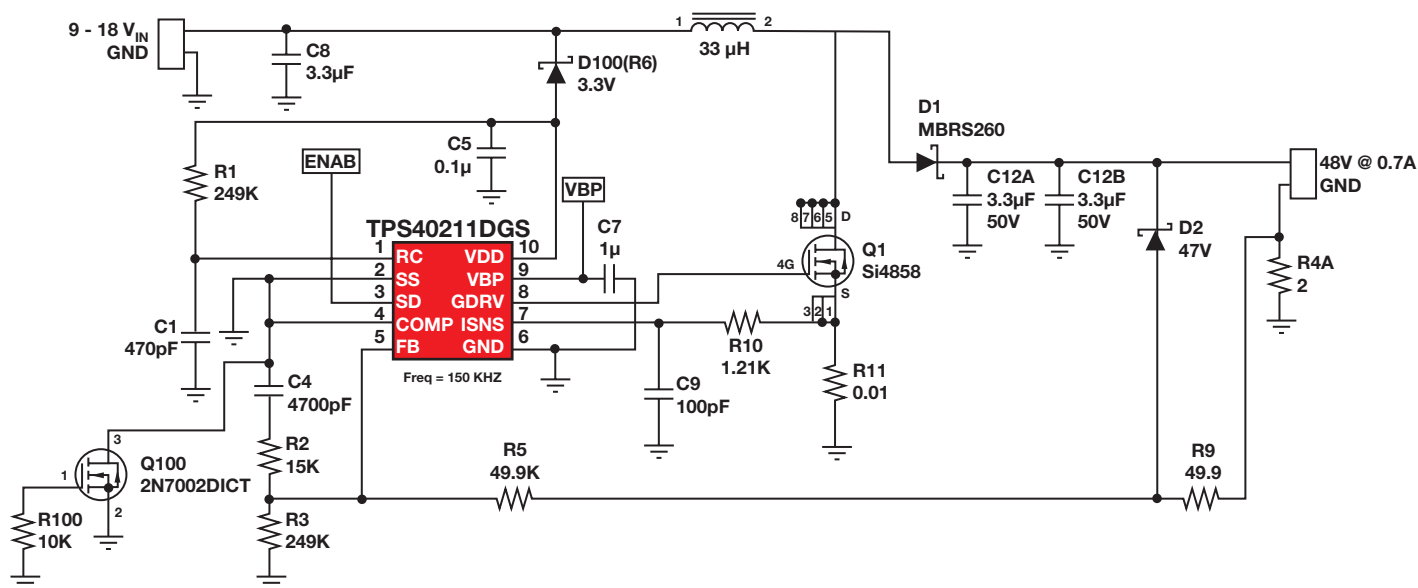 9 - 18 VIN
GND
C8
3.3µF
D100(R6)
3.3V
1
2
33 µH
D1
MBRS260
48V @ 0.7A
GND
C12A
3.3µF
50V
C12B
3.3µF
50V
D2
47V
R4A
2
R1
249K
ENAB
C5
0.1µ
VBP
C7
1µ
TPS40211DGS
1
RC
VDD
10
2
SS
VBP
9
3
SD
GDRV
8
4
COMP
ISNS
7
5
FB
GND
6
Freq = 150 KHZ
8
7
6
5
D
4G
Q1
Si4858
S
3
2
1
R10
1.21K
R11
0.01
C9
100pF
C1
470pF
C4
4700pF
R2
15K
R3
249K
3
1
2
Q100
2N7002DICT
R100
10K
R5
49.9K
R9
49.9